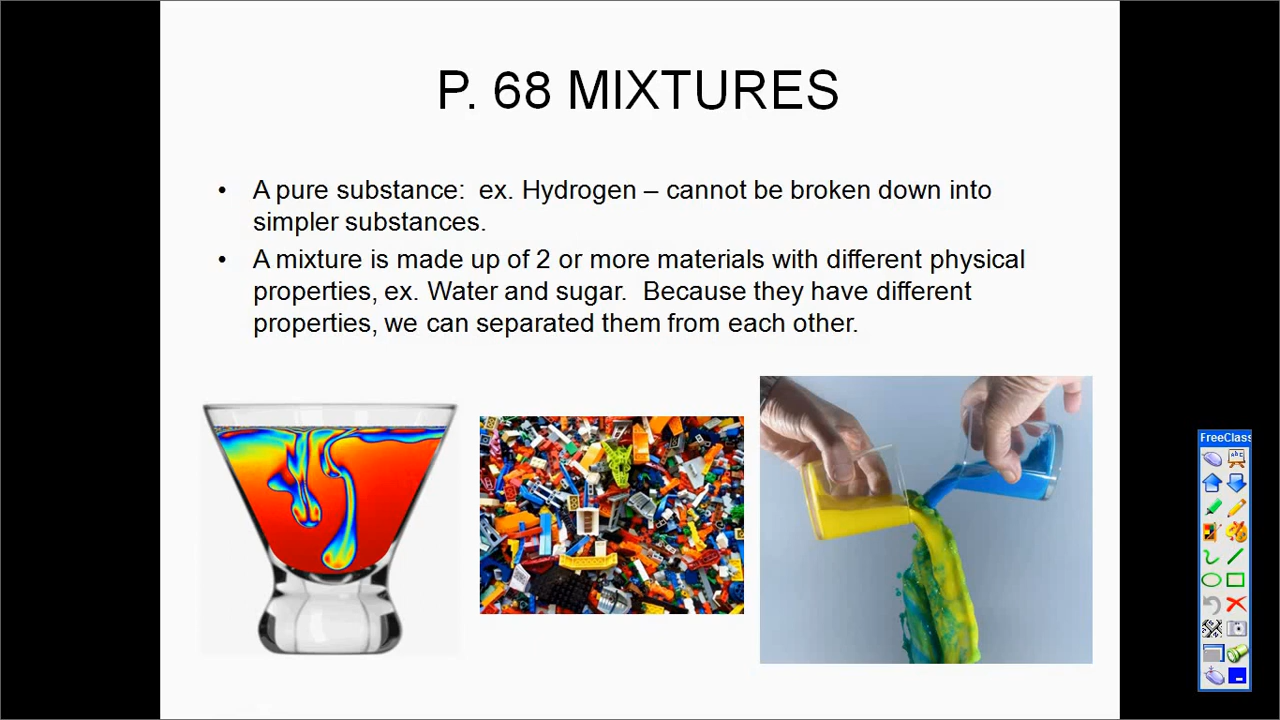 P. 68 MIXTURES
• A pure substance:  ex. Hydrogen – cannot be broken down into
simpler substances.
• A mixture is made up of 2 or more materials with different physical
properties, ex. Water and sugar.  Because they have different
properties, we can separated them from each other.
FreeClass
abc